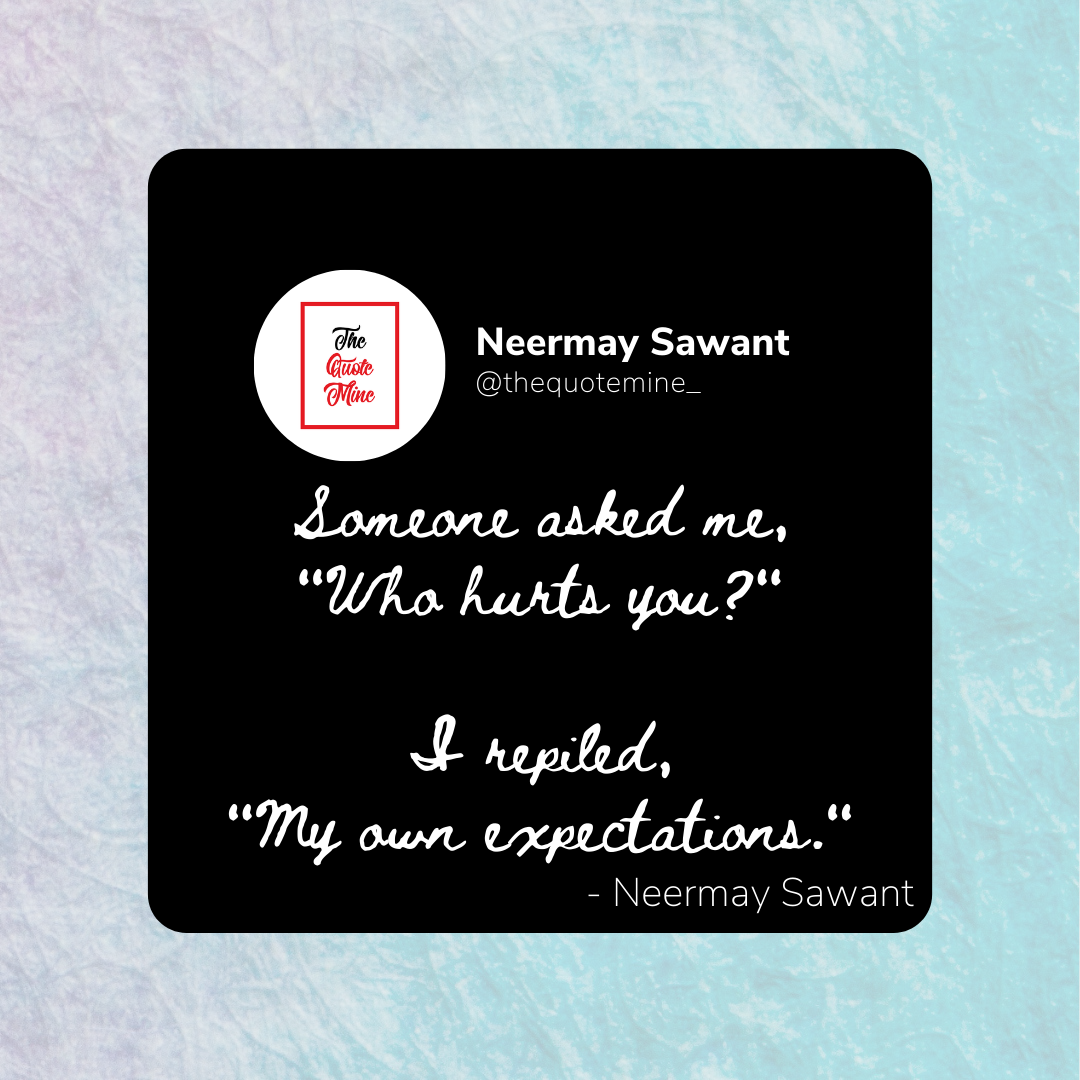 The
Quote
Mine
Neermay Sawant
@thequotemine_
Someone asked me,
“Who hurts you?“
I repiled,
“My own expectations.“
- Neermay Sawant